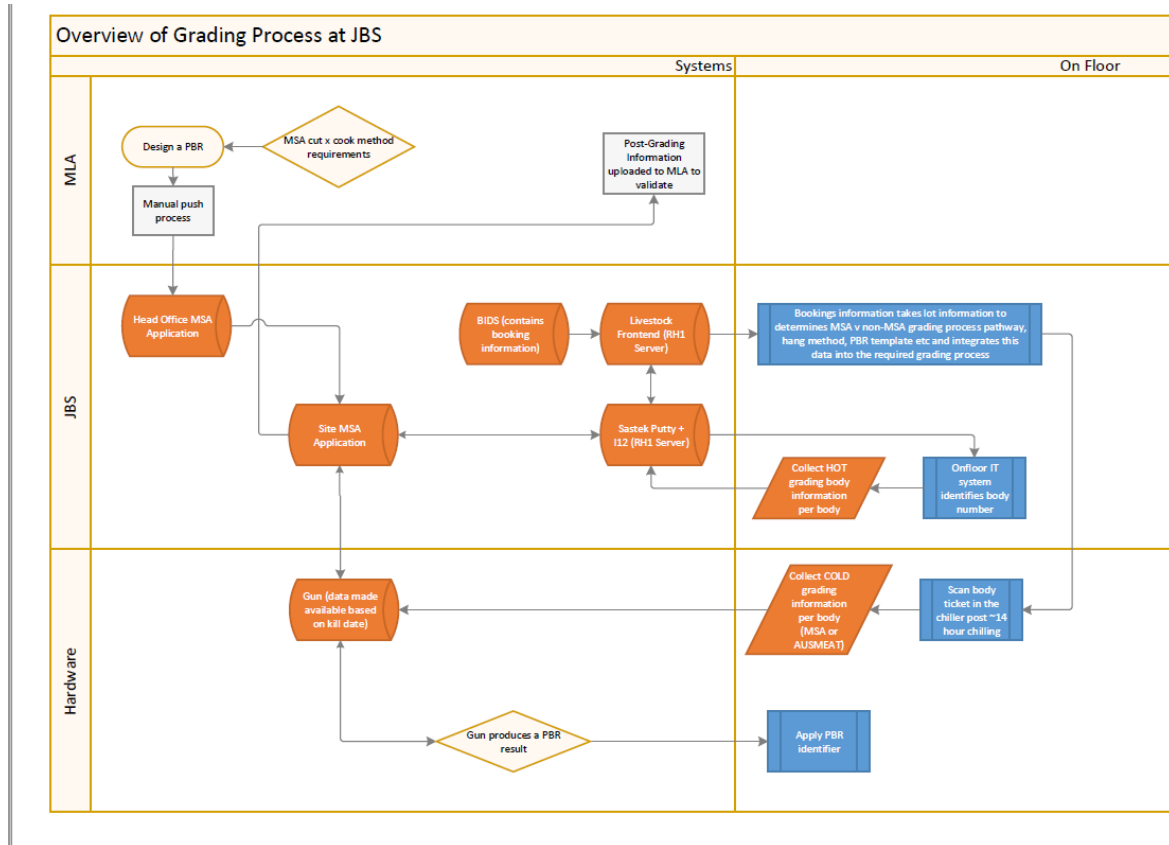 Overview of Grading Process at JBS
Systems
On Floor
MLA
Design a PBR
MSA cut x cook method
requirements
Post-Grading
Information
uploaded to MLA to
validate
Manual push
process
JBS
Head Office MSA
Application
BIDS (contains
booking
information)
Livestock
Frontend (RH1
Server)
Bookings information takes lot information to
determines MSA v non-MSA grading process pathway,
hang method, PBR template etc and integrates this
data into the required grading process
Site MSA
Application
Sastek Putty +
I12 (RH1 Server)
Collect HOT
grading body
information
per body
Onfloor IT
system
identifies body
number
Hardware
Gun (data made
available based
on kill date)
Collect COLD
grading
information
per body
(MSA or
AUSMEAT)
Scan body
ticket in the
chiller post ~14
hour chilling
Gun produces a PBR
result
Apply PBR
identifier